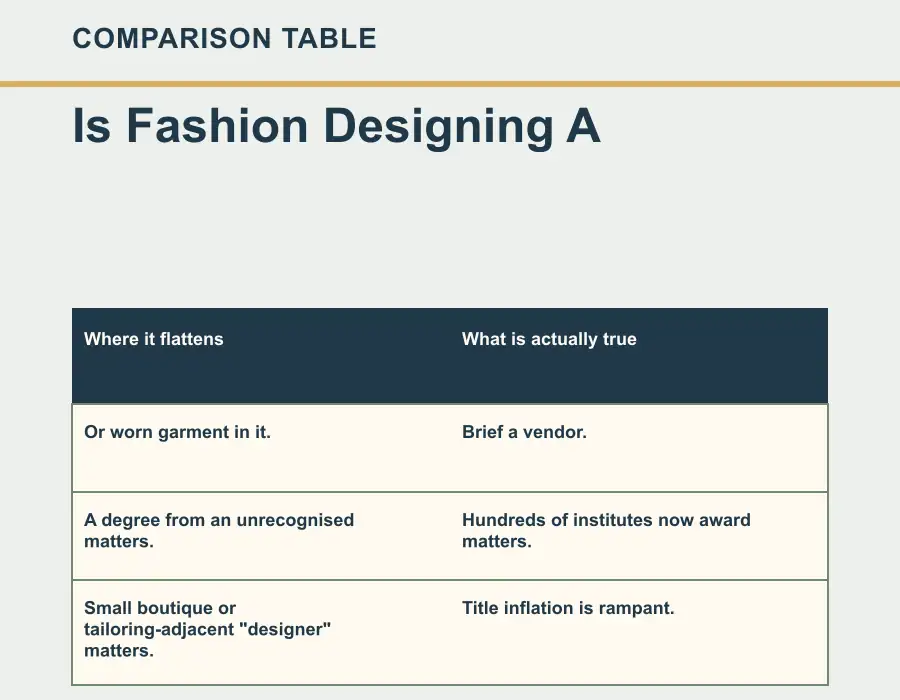 COMPARISON TABLE
Is Fashion Designing A
Where it flattens
What is actually true
Or worn garment in it.
Brief a vendor.
A degree from an unrecognised
matters.
Hundreds of institutes now award
matters.
Small boutique or
tailoring-adjacent "designer"
matters.
Title inflation is rampant.